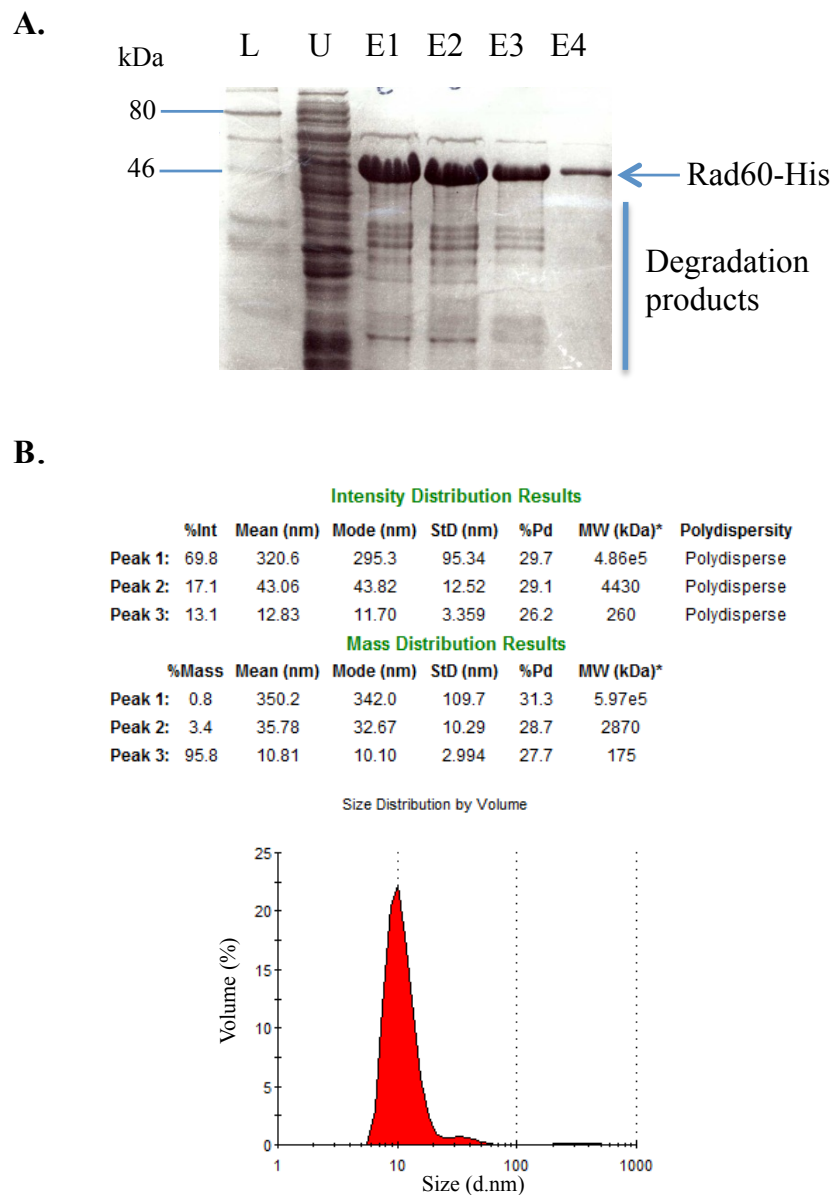 A.
kDa L U E1 E2 E3 E4
80
46
Rad60-His
Degradation
products
B.
Intensity Distribution Results
%Int Mean (nm) Mode (nm) StD (nm) %Pd MW (kDa)* Polydispersity
Peak 1: 69.8 320.6 295.3 95.34 29.7 4.86e5 Polydisperse
Peak 2: 17.1 43.06 43.82 12.52 29.1 4430 Polydisperse
Peak 3: 13.1 12.83 11.70 3.359 26.2 260 Polydisperse
Mass Distribution Results
%Mass Mean (nm) Mode (nm) StD (nm) %Pd MW (kDa)*
Peak 1: 0.8 350.2 342.0 109.7 31.3 5.97e5
Peak 2: 3.4 35.78 32.67 10.29 28.7 2870
Peak 3: 95.8 10.81 10.10 2.994 27.7 175
Size Distribution by Volume
25
20
15
10
5
0
Volume (%)
1 10 100 1000
Size (d.nm)